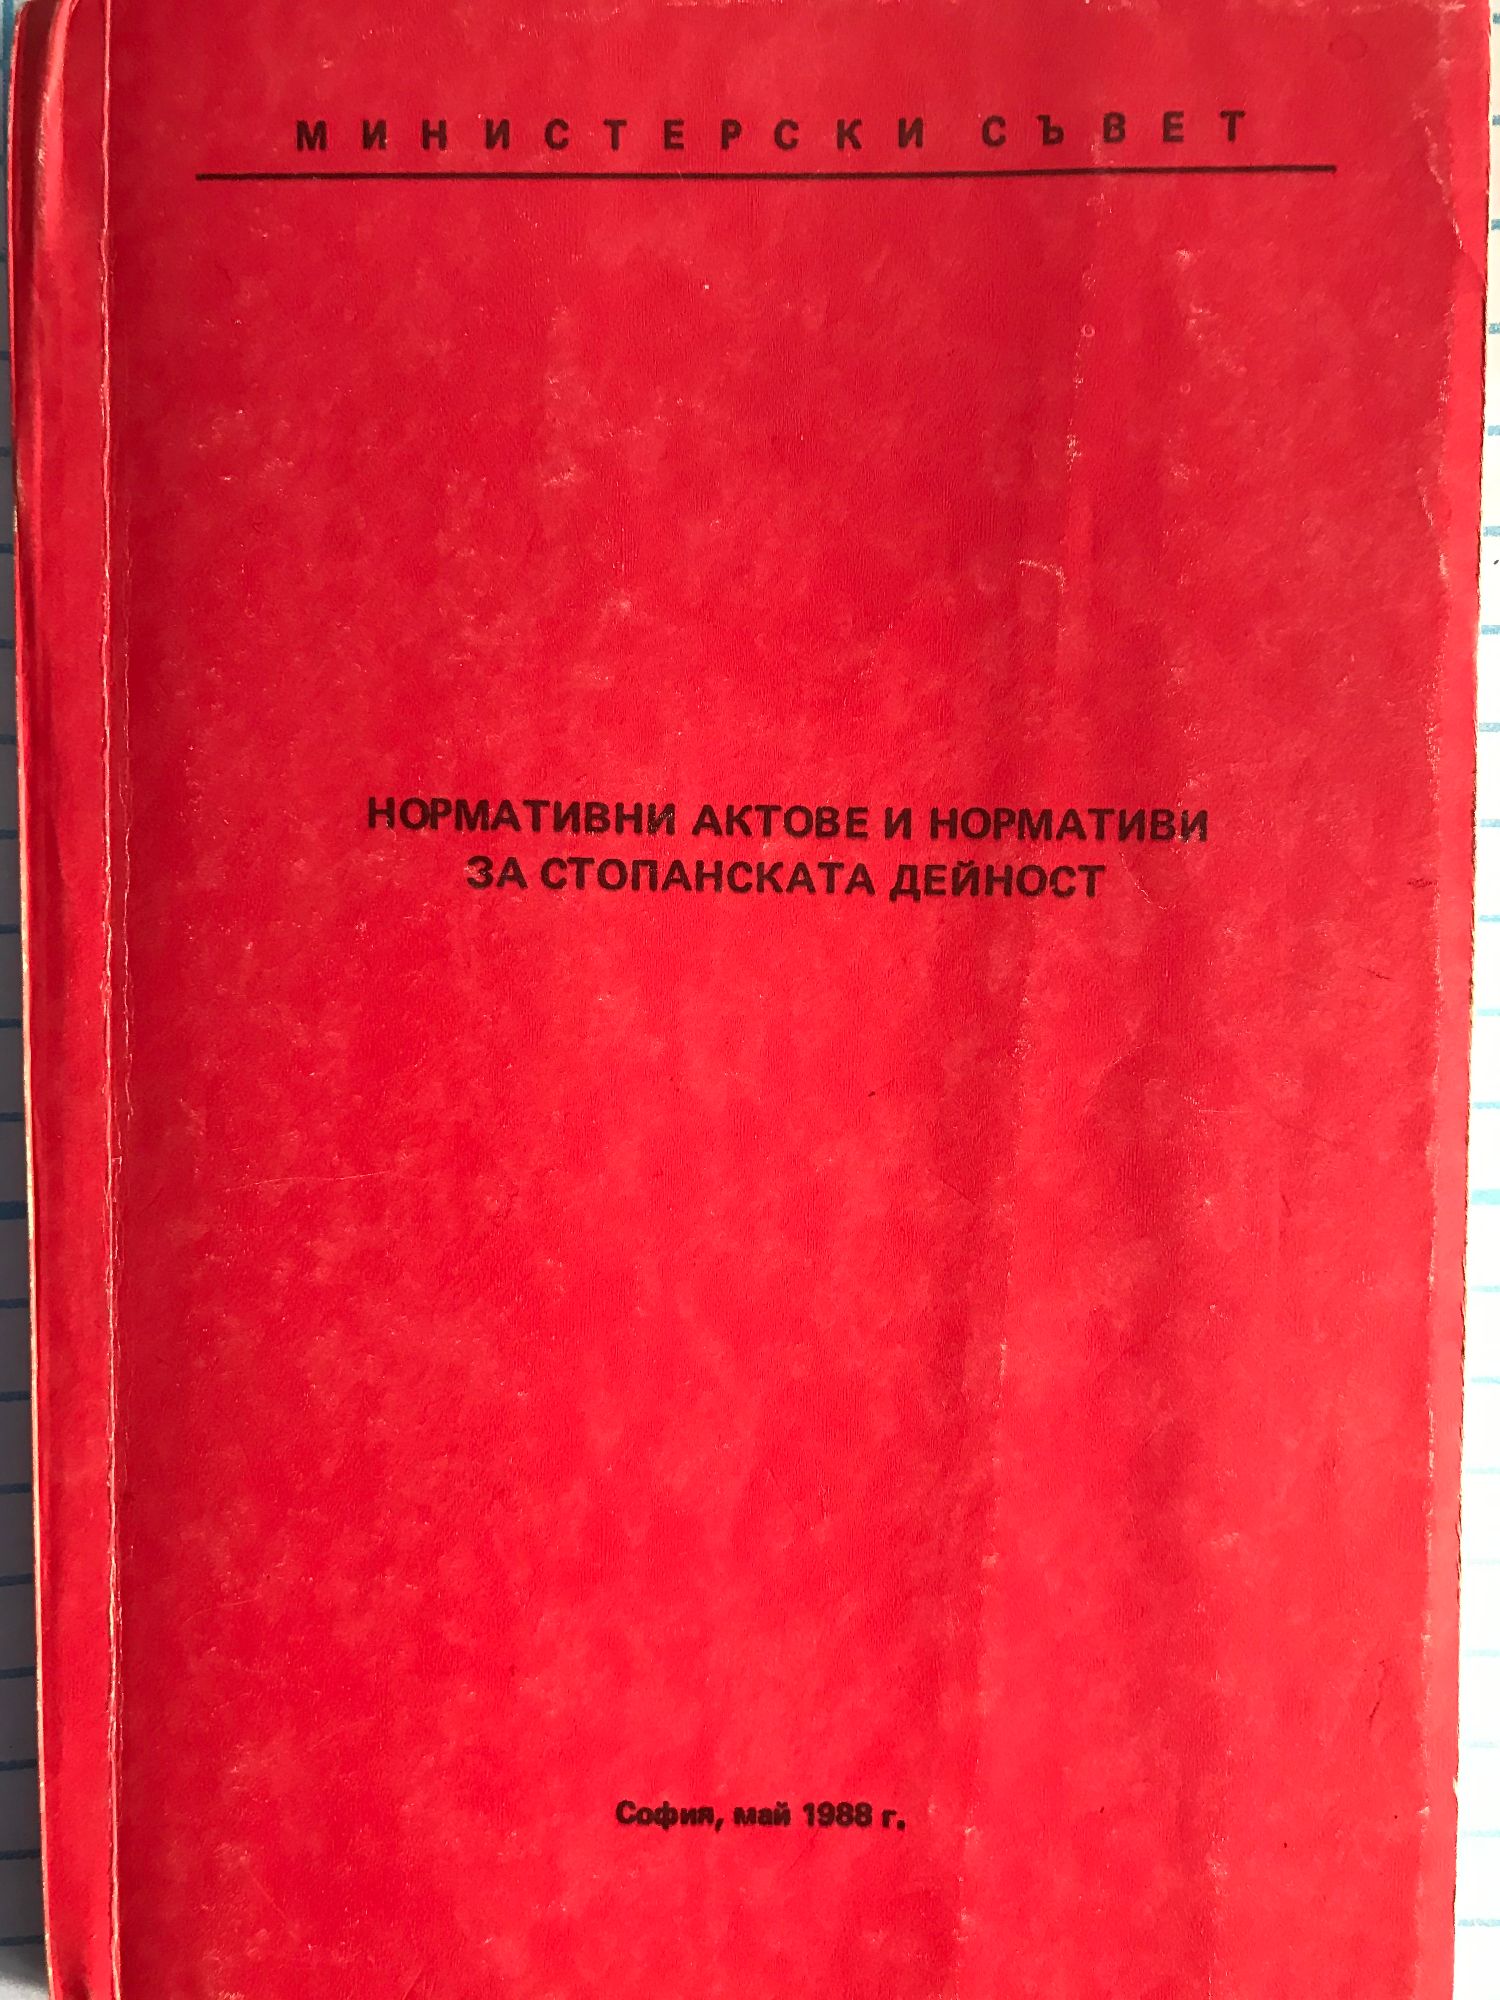 МИНИСТЕРСКИ СЪВЕТ
НОРМАТИВНИ АКТОВЕ И НОРМАТИВИ
ЗА СТОПАНСКАТА ДЕЙНОСТ
София, май 1988 г.